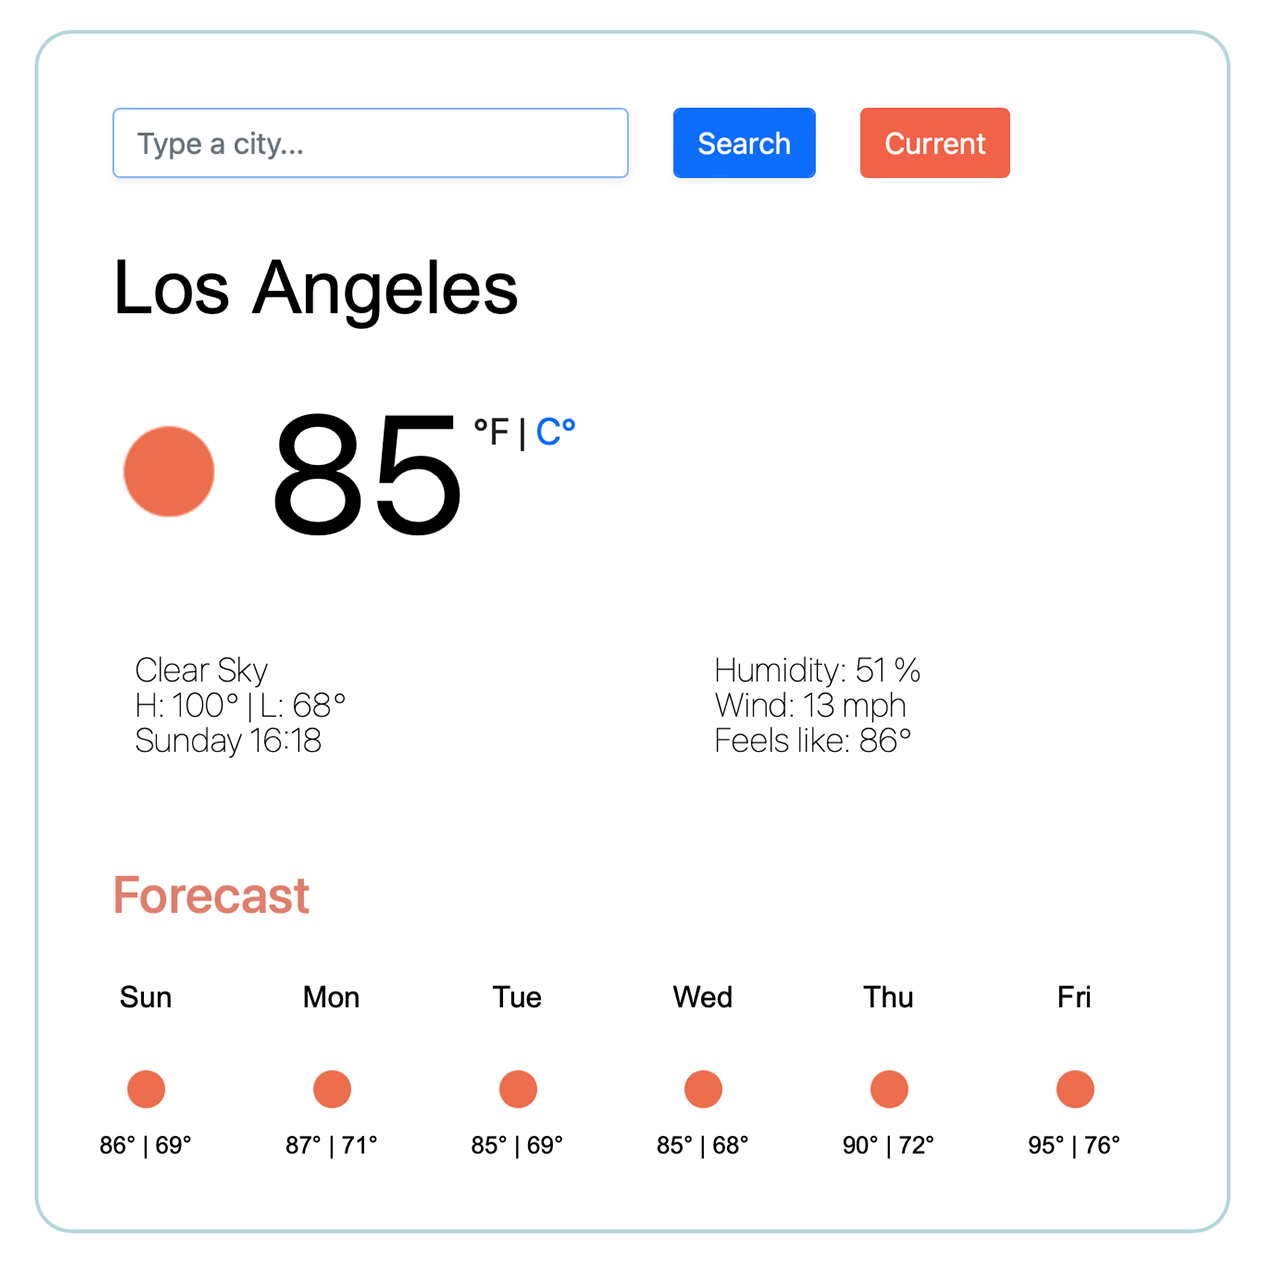 Type a city...
Search
Current
Los Angeles
85 °F | C°
Clear Sky
H: 100° | L: 68°
Sunday 16:18
Humidity: 51 %
Wind: 13 mph
Feels like: 86°
Forecast
Sun Mon Tue Wed Thu Fri
86° | 69° 87° | 71° 85° | 69° 85° | 68° 90° | 72° 95° | 76°